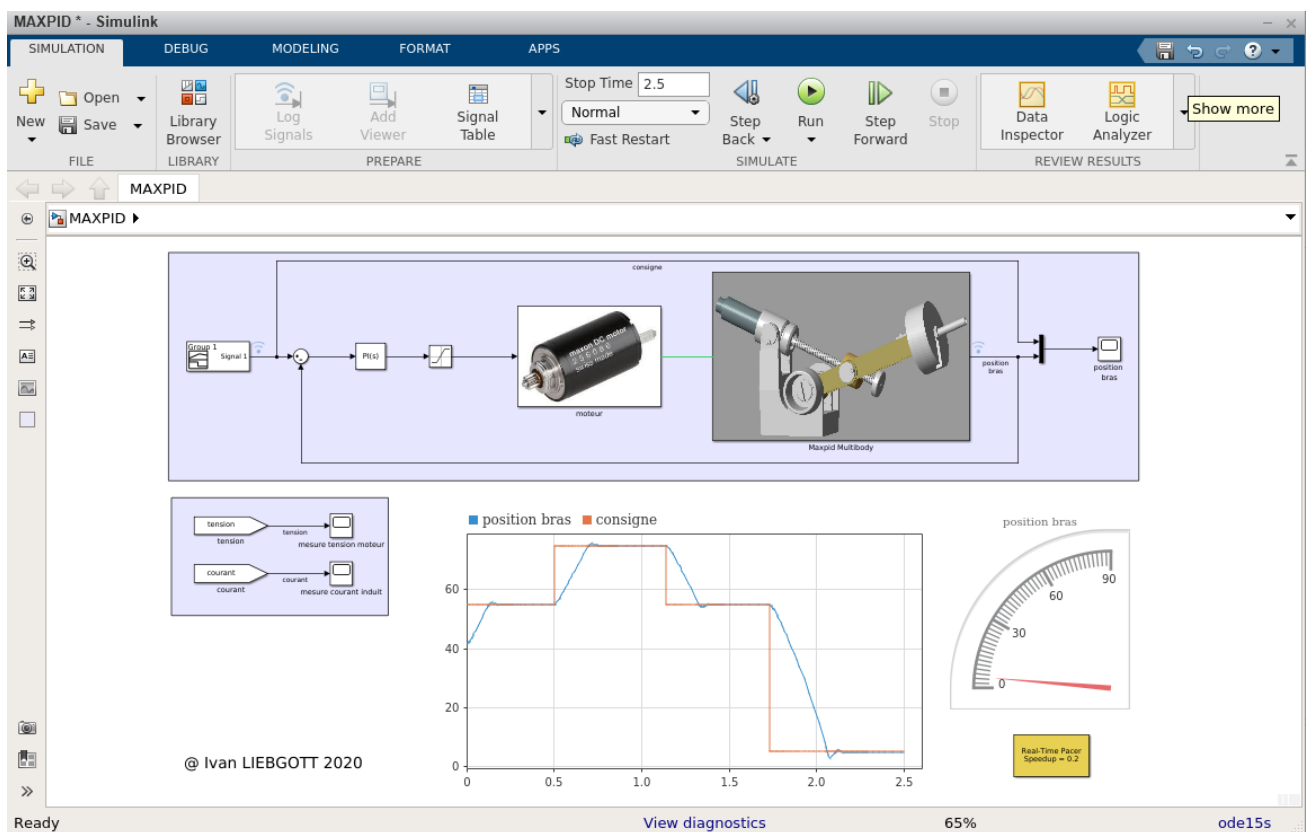 MAXPID * - Simulink
SIMULATION DEBUG MODELING FORMAT APPS
New
Open
Save
FILE
Library
Browser
LIBRARY
Log
Signals
Add
Viewer
Signal
Table
PREPARE
Stop Time 2.5
Normal
Fast Restart
Step
Back
Run
Step
Forward
Stop
SIMULATE
Data
Inspector
Logic
Analyzer
REVIEW RESULTS
Show more
MAXPID
MAXPID
consigne
Group 1
Signal 1
PI(s)
maxon DC motor
moteur
Maxpid Multibody
position
bras
position
bras
tension
tension
tension
mesure tension moteur
courant
courant
courant
mesure courant induit
position bras consigne
60
40
20
0
0 0.5 1.0 1.5 2.0 2.5
position bras
0
30
60
90
Real-Time Pacer
Speedup = 0.2
@ Ivan LIEBGOTT 2020
Ready View diagnostics 65% ode15s